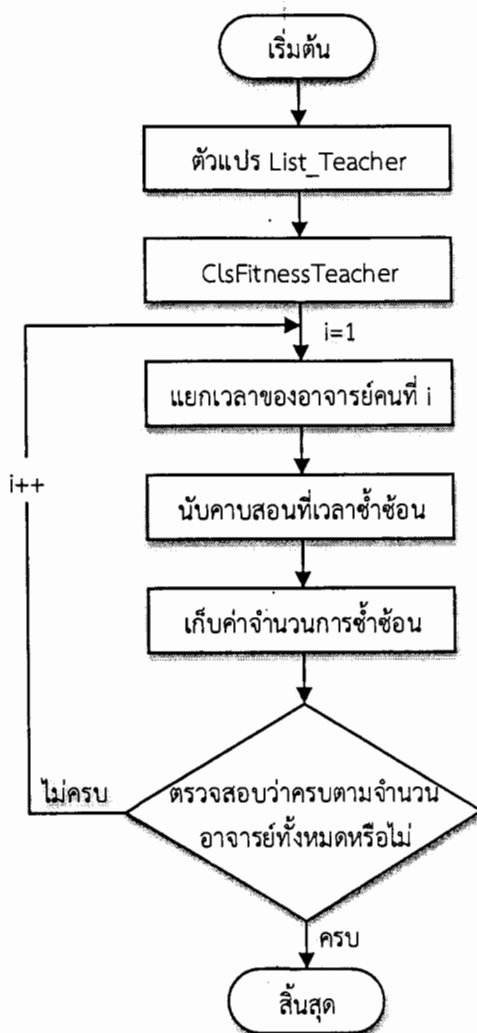 เริ่มต้น
ตัวแปร List_Teacher
ClsFitnessTeacher
i=1
แยกเวลาของอาจารย์คนที่ i
i++
นับคาบสอนที่เวลาซ้ำซ้อน
เก็บค่าจำนวนการซ้ำซ้อน
ไม่ครบ
ตรวจสอบว่าครบตามจำนวน
อาจารย์ทั้งหมดหรือไม่
ครบ
สิ้นสุด